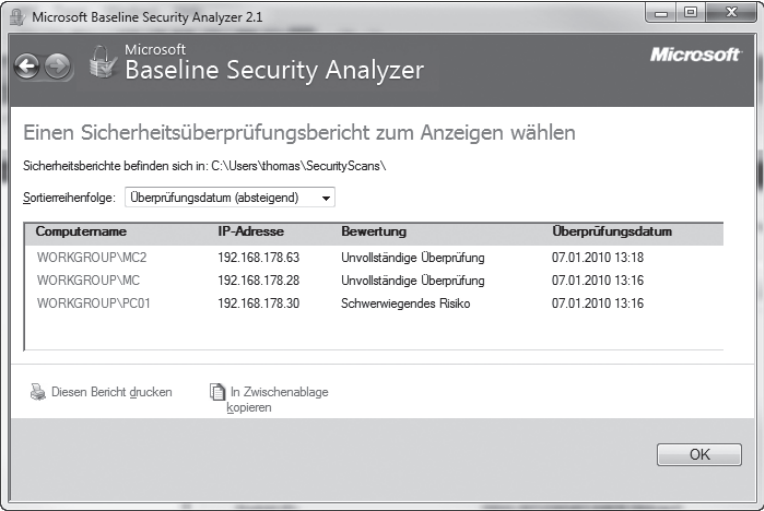 Microsoft Baseline Security Analyzer 2.1
Microsoft
Baseline Security Analyzer
Microsoft
Einen Sicherheitsüberprüfungsbericht zum Anzeigen wählen
Sicherheitsberichte befinden sich in: C:\Users\thomas\SecurityScans\
Sortierreihenfolge: Überprüfungsdatum (absteigend)
Computername IP-Adresse Bewertung Überprüfungsdatum
WORKGROUP\MC2 192.168.178.63 Unvollständige Überprüfung 07.01.2010 13:18
WORKGROUP\MC 192.168.178.28 Unvollständige Überprüfung 07.01.2010 13:16
WORKGROUP\PC01 192.168.178.30 Schwerwiegendes Risiko 07.01.2010 13:16
Diesen Bericht drucken
In Zwischenablage
kopieren
OK